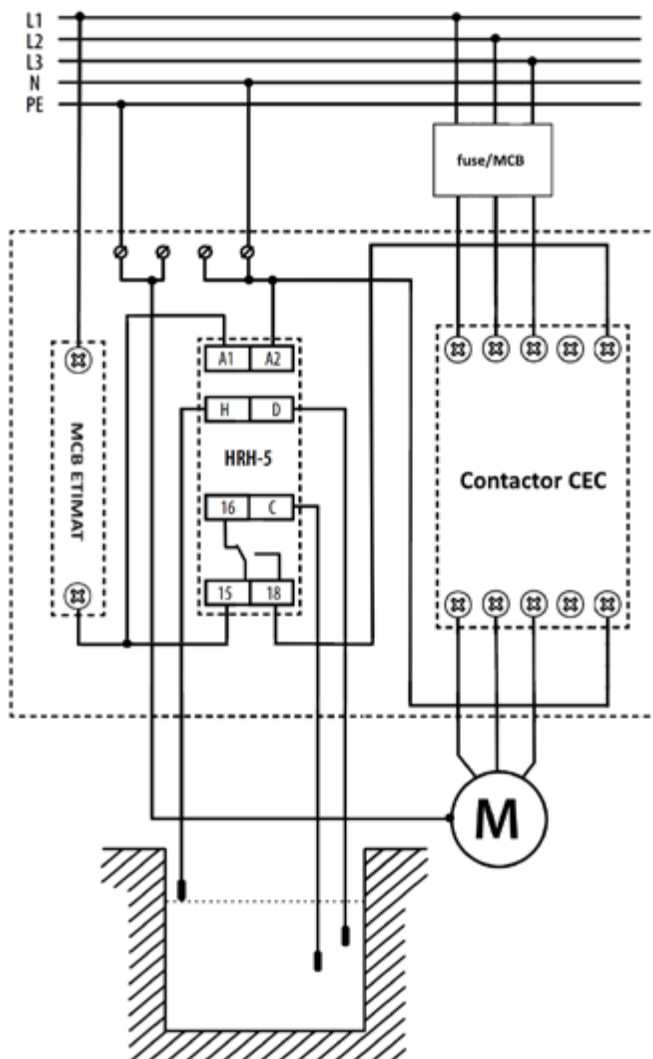 L1
L2
L3
N
PE
fuse/MCB
A1 A2
H D
MCB ETIMAT
HRH-5
Contactor CEC
16 C
15 18
M